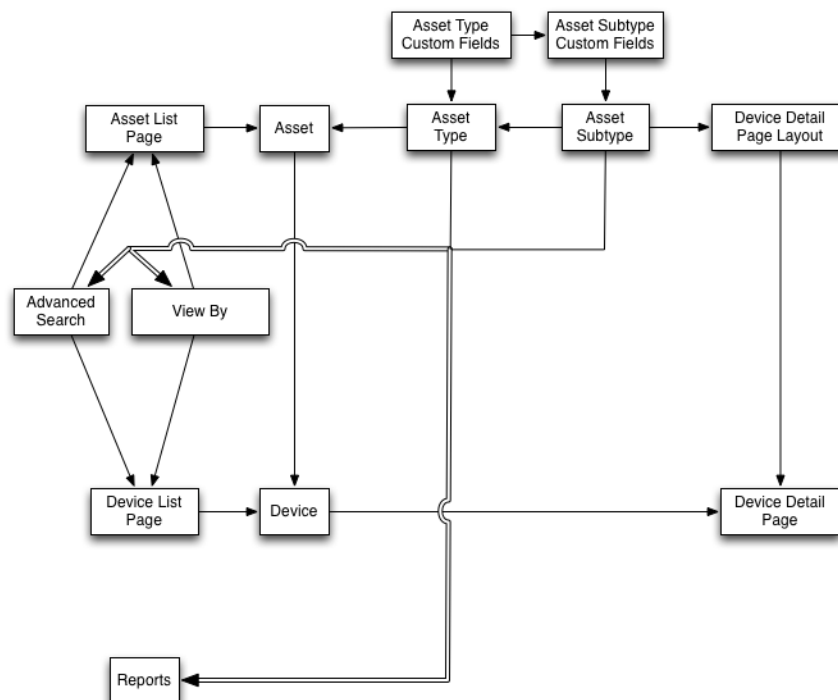 Asset Type
Custom Fields
Asset Subtype
Custom Fields
Asset List
Page
Asset
Asset
Type
Asset
Subtype
Device Detail
Page Layout
Advanced
Search
View By
Device List
Page
Device
Device Detail
Page
Reports